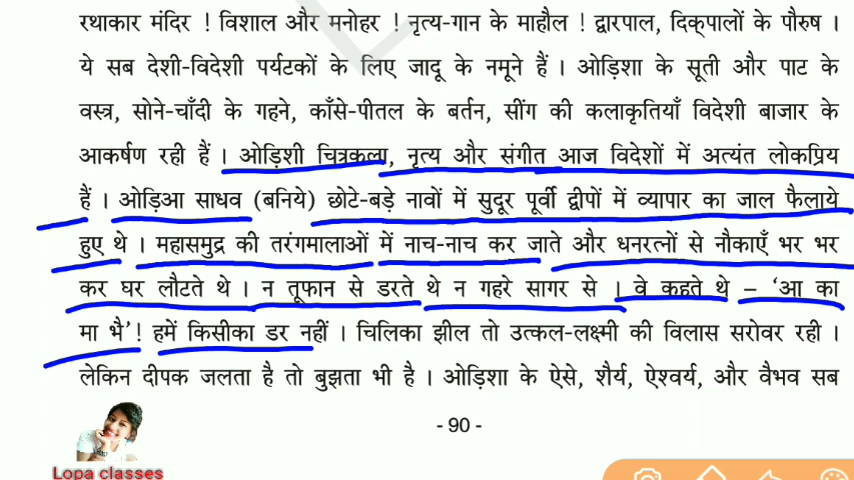 रथाकार मंदिर ! विशाल और मनोहर ! नृत्य-गान के माहौल ! द्वारपाल, दिक्‌पालों के पौरुष ।
ये सब देशी-विदेशी पर्यटकों के लिए जादू के नमूने हैं । ओड़िशा के सूती और पाट के
वस्त्र, सोने-चाँदी के गहने, काँसे-पीतल के बर्तन, सींग की कलाकृतियाँ विदेशी बाजार के
आकर्षण रही हैं । ओड़िशी चित्रकला, नृत्य और संगीत आज विदेशों में अत्यंत लोकप्रिय
हैं । ओड़िआ साधव (बनिये) छोटे-बड़े नावों में सुदूर पूर्वी द्वीपों में व्यापार का जाल फैलाये
हुए थे । महासमुद्र की तरंगमालाओं में नाच-नाच कर जाते और धनरत्नों से नौकाएँ भर भर
कर घर लौटते थे । न तूफान से डरते थे न गहरे सागर से । वे कहते थे – ‘आ का
मा भै’! हमें किसीका डर नहीं । चिलिका झील तो उत्कल-लक्ष्मी की विलास सरोवर रही ।
लेकिन दीपक जलता है तो बुझता भी है । ओड़िशा के ऐसे, शैर्य, ऐश्वर्य, और वैभव सब
- 90 -
Lopa classes